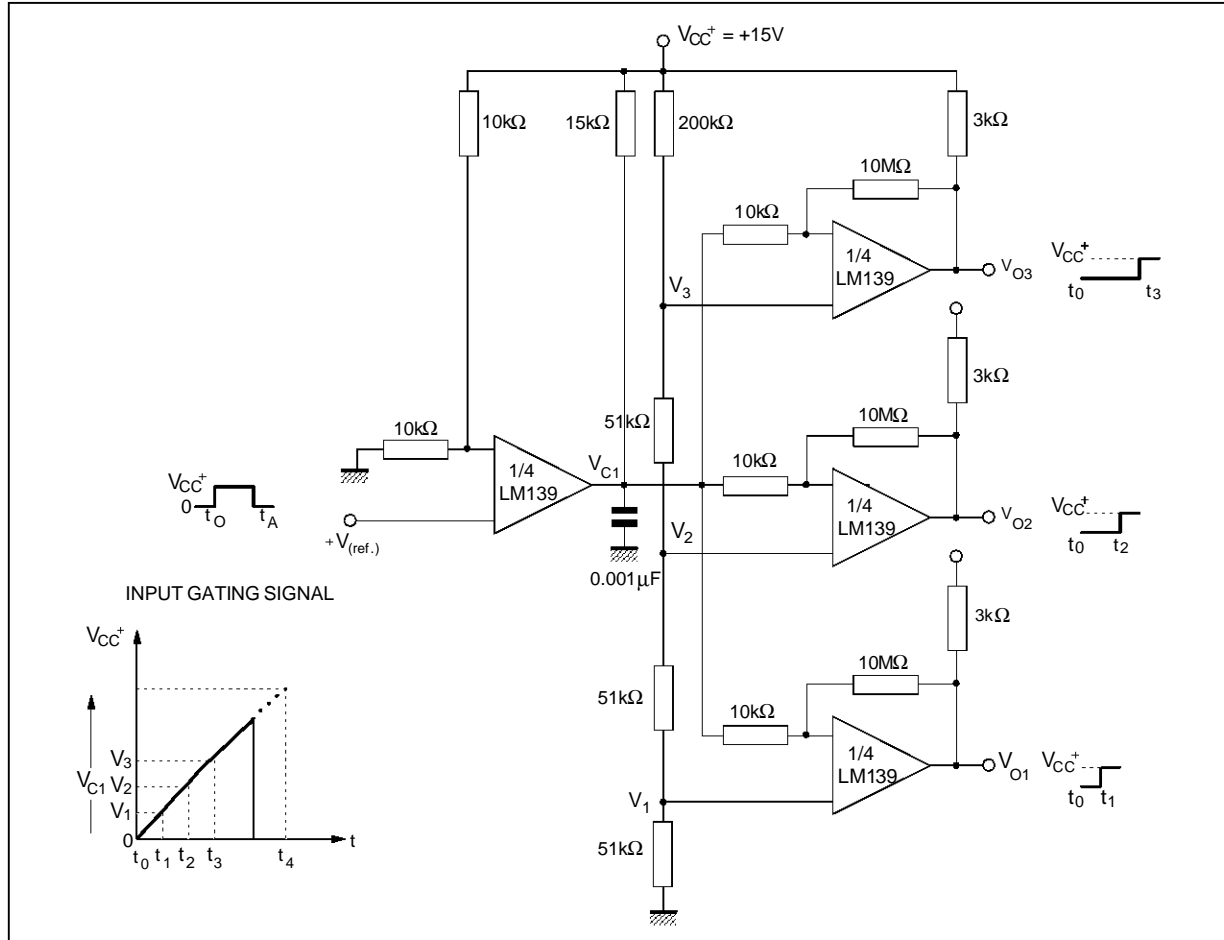 VCC+ = +15V
10kΩ
15kΩ
200kΩ
3kΩ
10MΩ
10kΩ
1/4
LM139
VO3
VCC+
t0
t3
V3
3kΩ
51kΩ
10MΩ
10kΩ
10kΩ
1/4
LM139
VC1
1/4
LM139
VO2
VCC+
t0
t2
VCC+
0
tO
tA
+V(ref.)
V2
0.001µF
INPUT GATING SIGNAL
3kΩ
VCC+
10MΩ
51kΩ
10kΩ
1/4
LM139
VO1
VCC+
t0
t1
V3
VC1
V2
V1
0
t0
t1
t2
t3
t4
t
V1
51kΩ